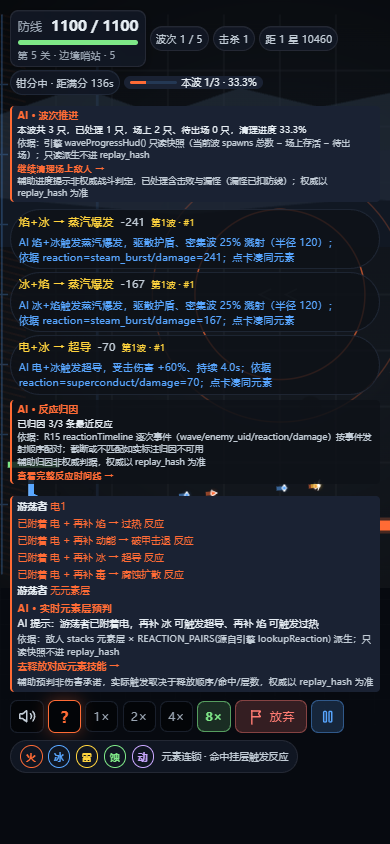 防线 1100 / 1100
第 5 关 · 边境哨站 · 5
波次 1 / 5
击杀 1
距 1 星 10460
钳分中 · 距满分 136s
本波 1/3 · 33.3%
AI · 波次推进
本波共 3 只，已处理 1 只，场上 2 只、待出场 0 只，清理进度 33.3%
依据：引擎 waveProgressHud() 只读快照（当前波 spawns 总数 − 场上存活 − 待出
场）；只读派生不进 replay_hash
继续清理场上敌人 →
辅助进度提示非权威战斗判定，已处理含击败与漏怪（漏怪已扣防线）；权威以
replay_hash 为准
焰+冰 → 蒸汽爆发 -241 第1波 · #1
AI 焰+冰触发蒸汽爆发，驱散护盾、密集波 25% 溅射（半径 120）；
依据 reaction=steam_burst/damage=241；点卡凑同元素
冰+焰 → 蒸汽爆发 -167 第1波 · #1
AI 冰+焰触发蒸汽爆发，驱散护盾、密集波 25% 溅射（半径 120）；
依据 reaction=steam_burst/damage=167；点卡凑同元素
电+冰 → 超导 -70 第1波 · #1
AI 电+冰触发超导，受击伤害 +60%、持续 4.0s；依据
reaction=superconduct/damage=70；点卡凑同元素
AI · 反应归因
已归因 3/3 条最近反应
依据：R15 reactionTimeline 逐次事件（wave/enemy_uid/reaction/damage）按事件发
射顺序配对；截断或不匹配如实标注归因不可用
辅助归因非权威判据，权威以 replay_hash 为准
查看完整反应时间线 →
游荡者 电1
已附着 电 + 再补 焰 → 过热 反应
已附着 电 + 再补 动能 → 破甲击退 反应
已附着 电 + 再补 冰 → 超导 反应
已附着 电 + 再补 毒 → 腐蚀扩散 反应
游荡者 无元素层
AI · 实时元素层预判
AI 提示：游荡者已附着电，再补 冰 可触发超导、再补 焰 可触发过热
依据：敌人 stacks 元素层 × REACTION_PAIRS(源自引擎 lookupReaction) 派生；只
读快照不进 replay_hash
去释放对应元素技能 →
辅助预判非伤害承诺，实际触发取决于释放顺序/命中/层数，权威以 replay_hash 为准
?
1×
2×
4×
8×
放弃
火
冰
雷
蚀
动
元素连锁 · 命中挂层触发反应